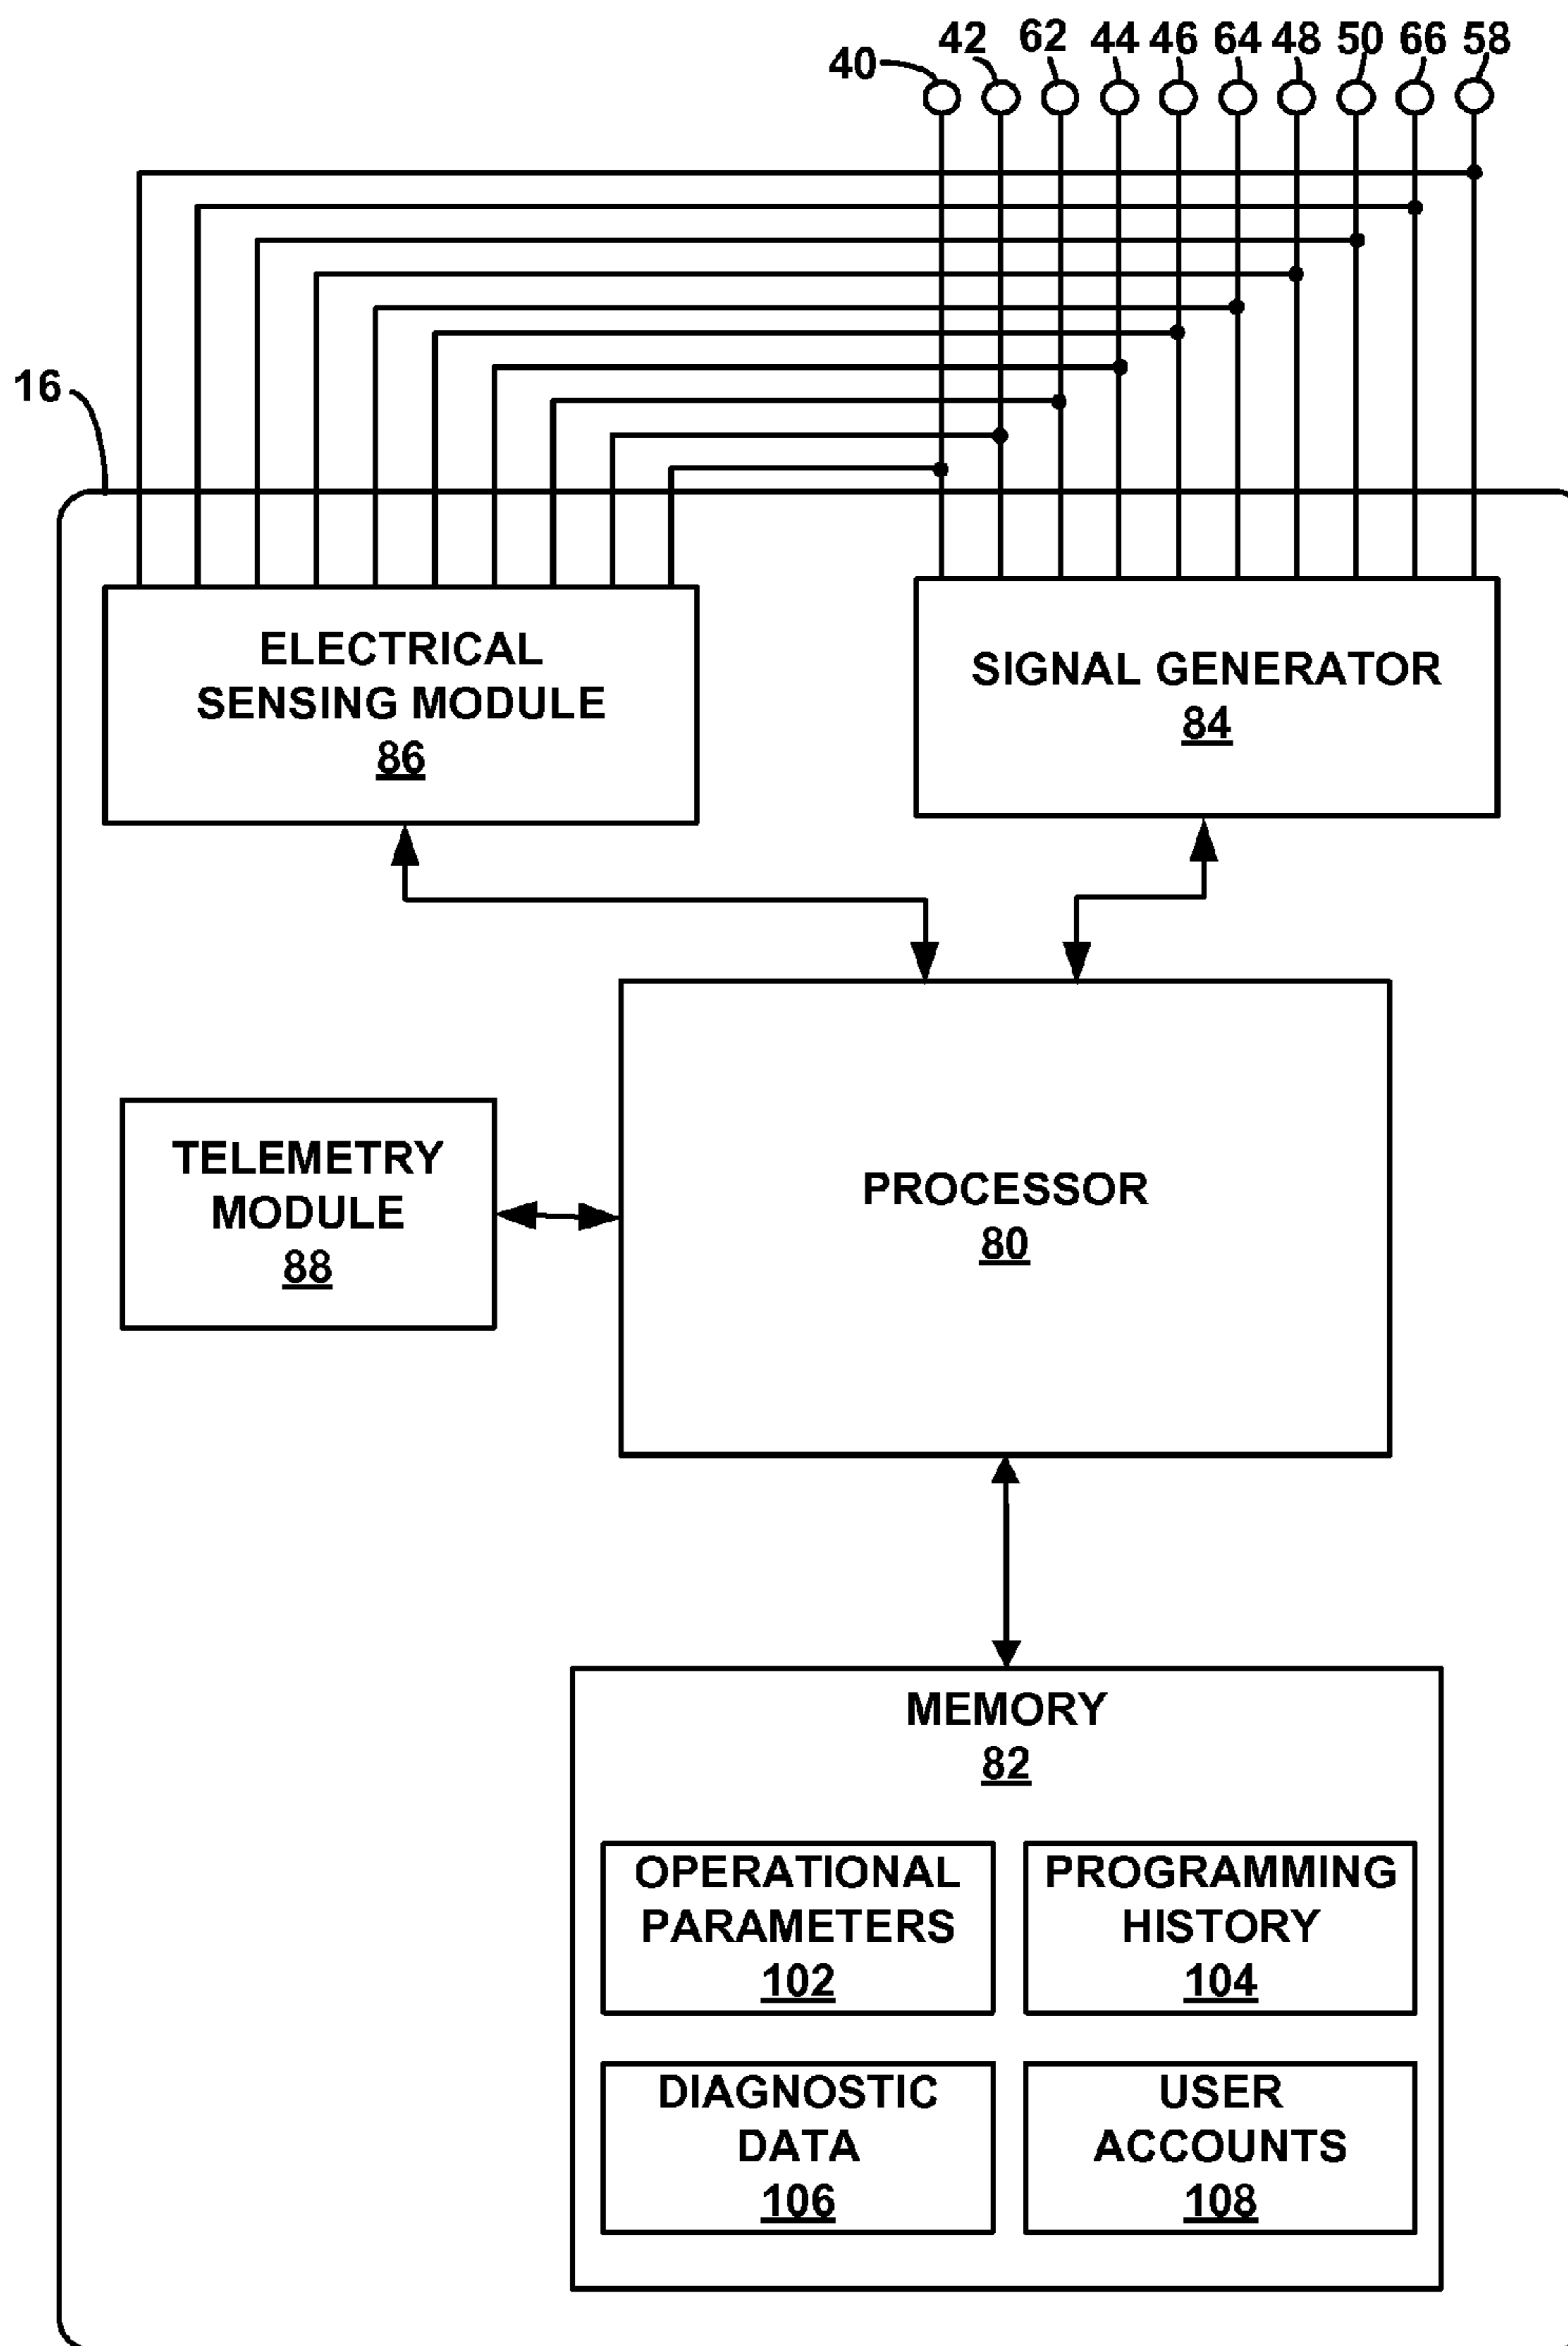 40 42 62 44 46 64 48 50 66 58
16
ELECTRICAL
SENSING MODULE
86
SIGNAL GENERATOR
84
PROCESSOR
80
TELEMETRY
MODULE
88
MEMORY
82
OPERATIONAL
PARAMETERS
102
PROGRAMMING
HISTORY
104
DIAGNOSTIC
DATA
106
USER
ACCOUNTS
108